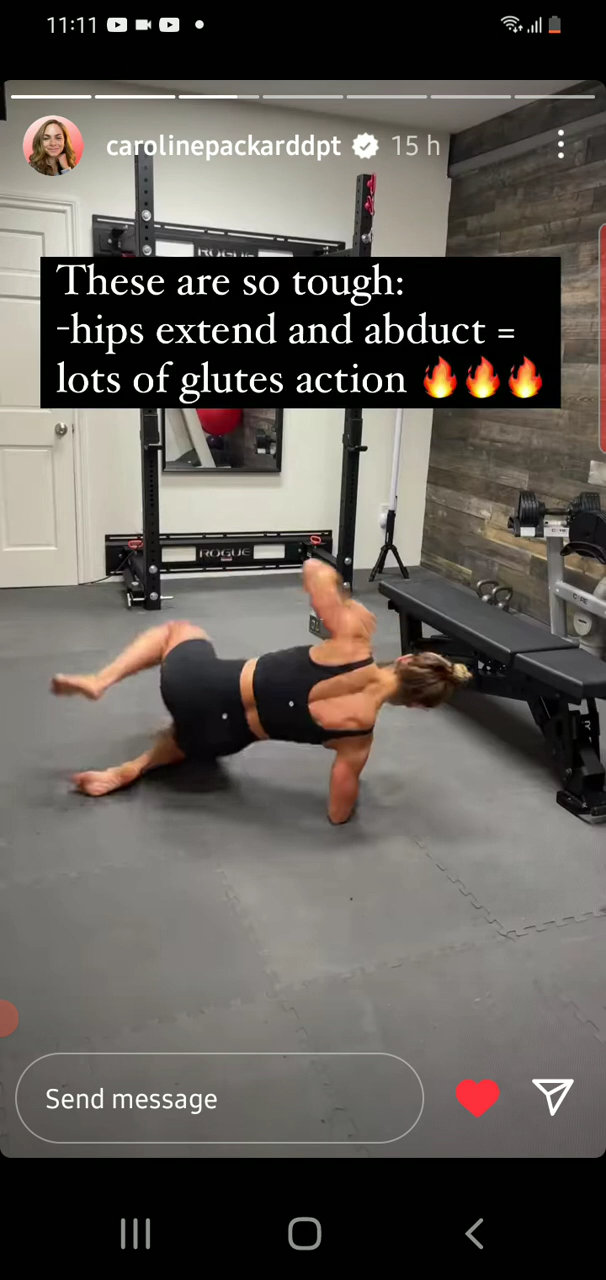 11:11
carolinepackarddpt 15 h
ROGUE
These are so tough:
-hips extend and abduct =
lots of glutes action 🔥🔥🔥
ROGUE
CORE
Send message